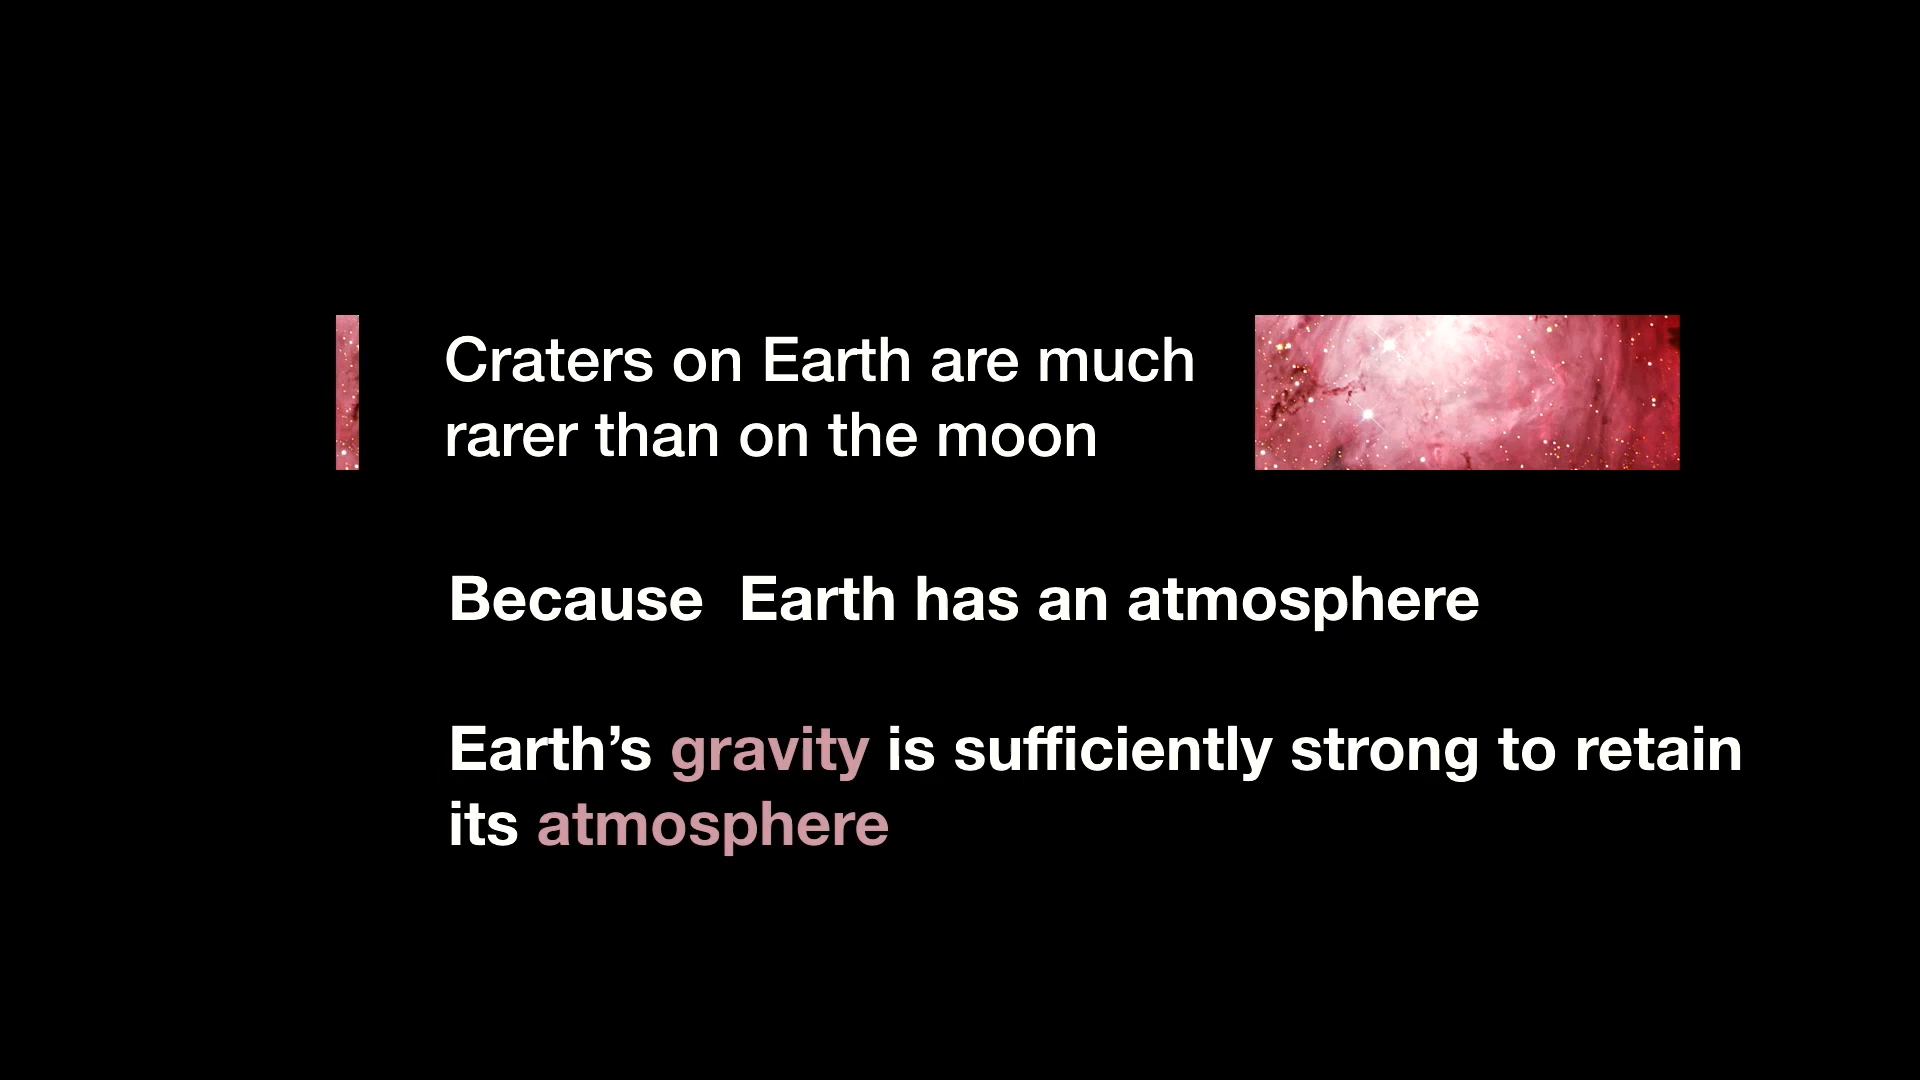 Craters on Earth are much
rarer than on the moon
Because  Earth has an atmosphere
Earth’s gravity is sufficiently strong to retain
its atmosphere